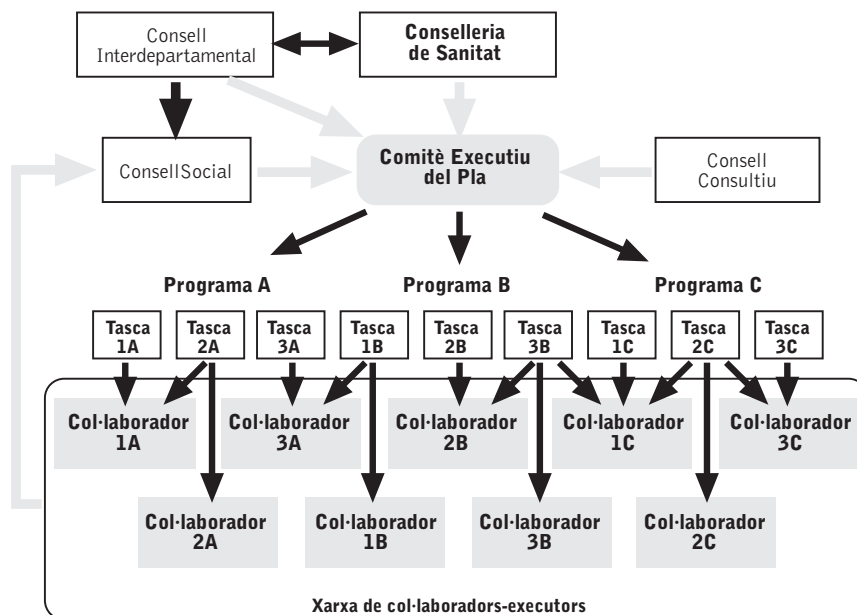 Consell
Interdepartamental
Conselleria
de Sanitat
ConsellSocial
Comitè Executiu
del Pla
Consell
Consultiu
Programa A
Programa B
Programa C
Tasca
1A
Tasca
2A
Tasca
3A
Tasca
1B
Tasca
2B
Tasca
3B
Tasca
1C
Tasca
2C
Tasca
3C
Col·laborador
1A
Col·laborador
3A
Col·laborador
2B
Col·laborador
1C
Col·laborador
3C
Col·laborador
2A
Col·laborador
1B
Col·laborador
3B
Col·laborador
2C
Xarxa de col·laboradors-executors